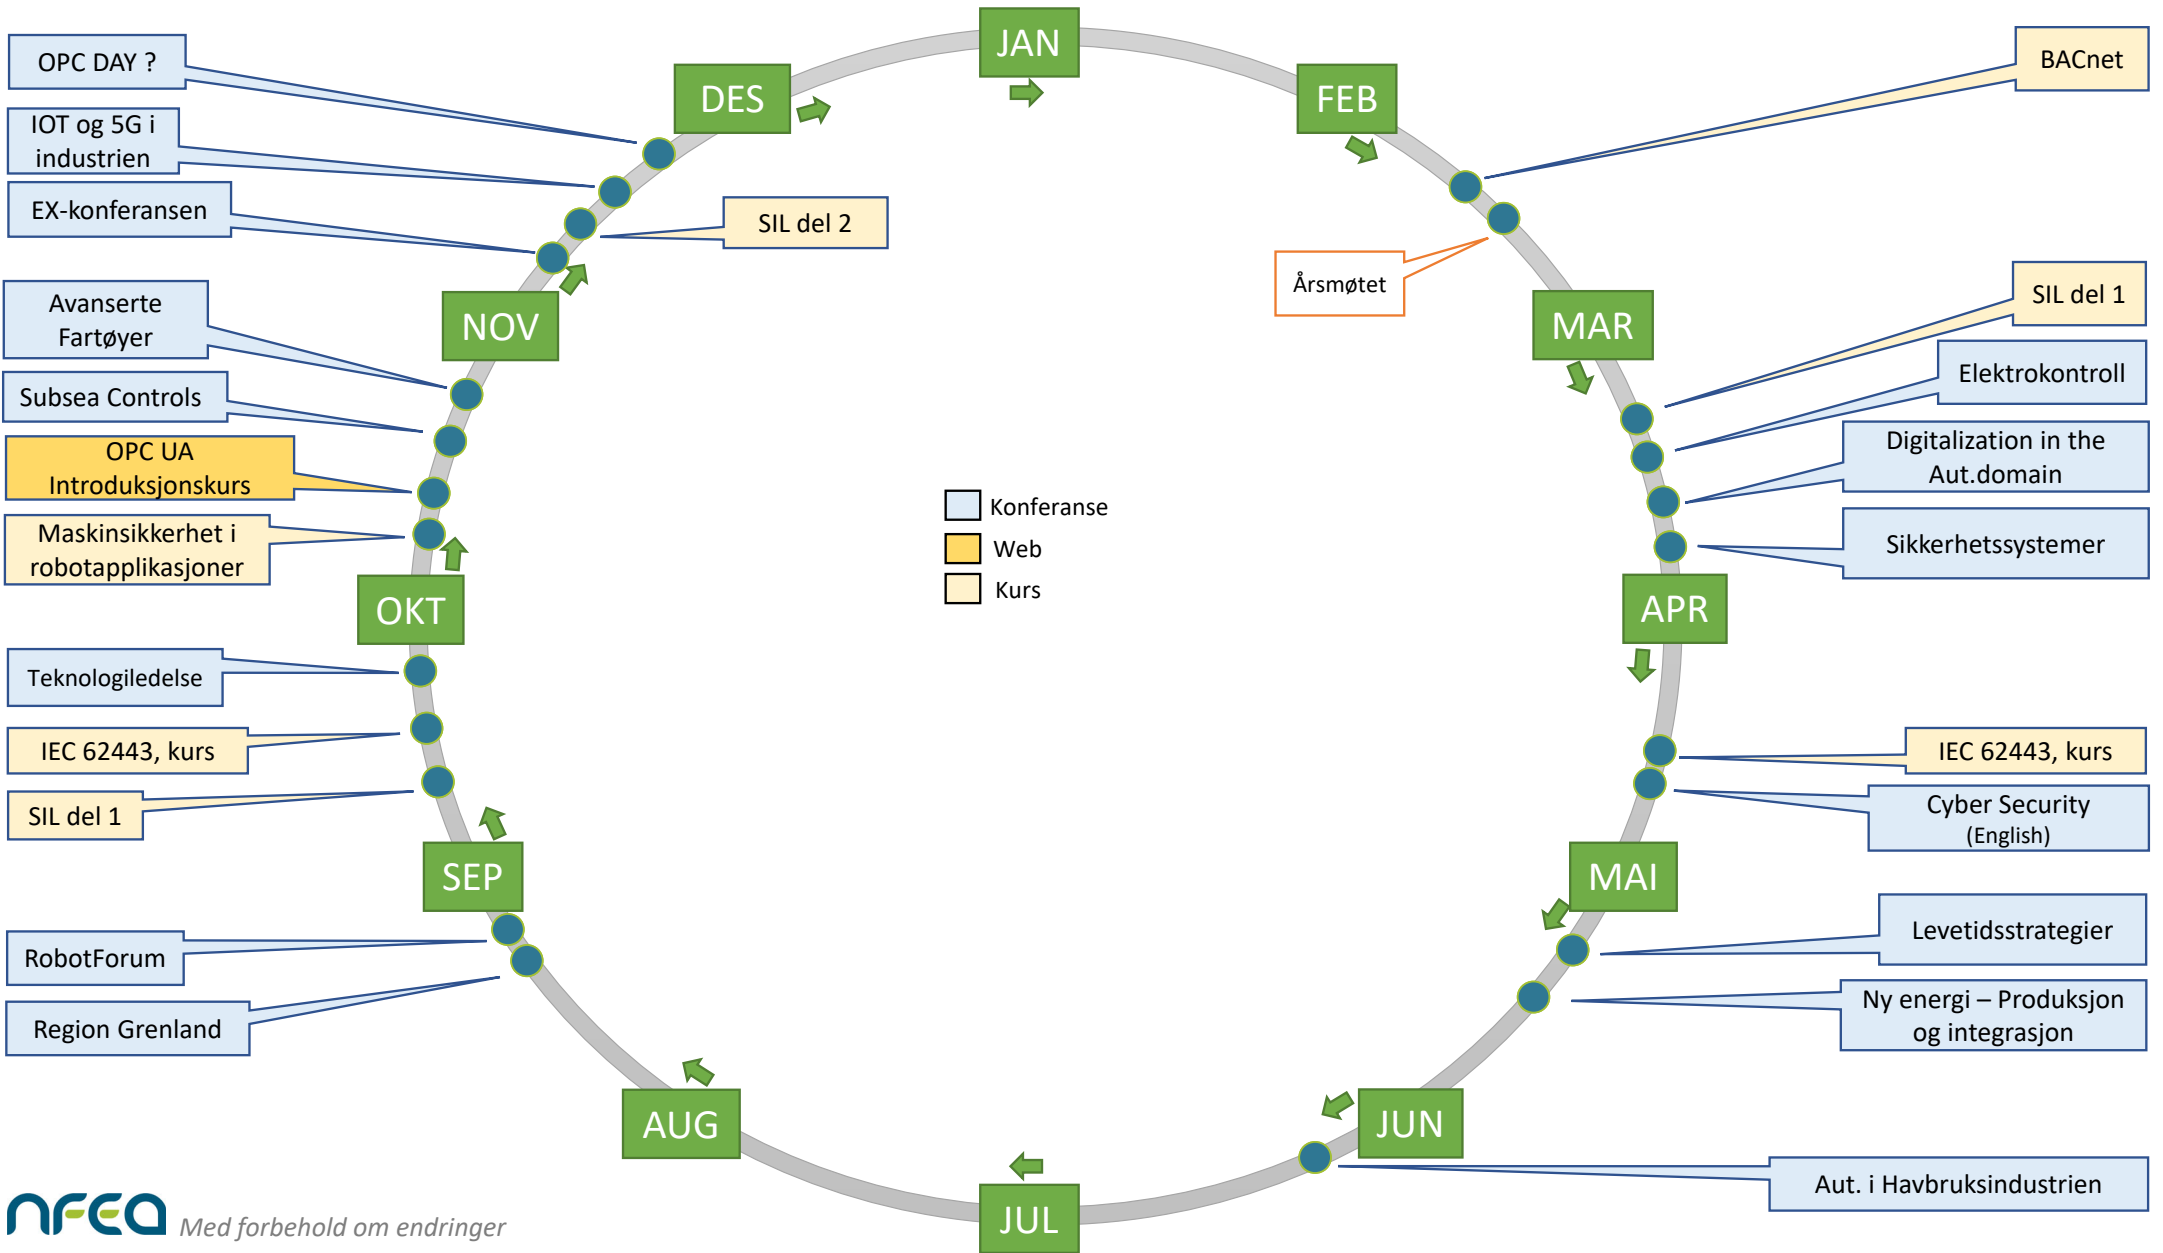 JAN
FEB
MAR
APR
MAI
JUN
JUL
AUG
SEP
OKT
NOV
DES
BACnet
Årsmøtet
SIL del 1
Elektrokontroll
Digitalization in the
Aut.domain
Sikkerhetssystemer
IEC 62443, kurs
Cyber Security
(English)
Levetidsstrategier
Ny energi – Produksjon
og integrasjon
Aut. i Havbruksindustrien
Region Grenland
RobotForum
SIL del 1
IEC 62443, kurs
Teknologiledelse
Maskinsikkerhet i
robotapplikasjoner
OPC UA
Introduksjonskurs
Subsea Controls
Avanserte
Fartøyer
EX-konferansen
SIL del 2
IOT og 5G i
industrien
OPC DAY ?
Konferanse
Web
Kurs
nfea
Med forbehold om endringer